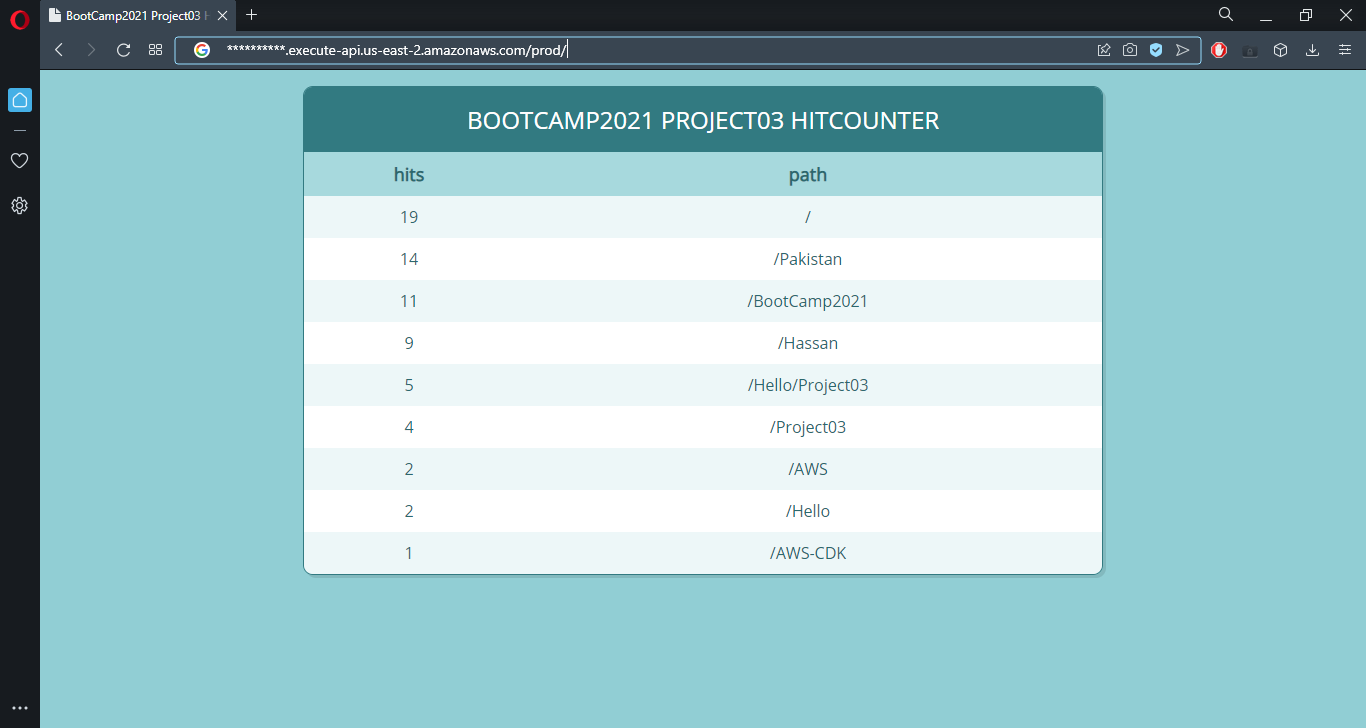 BootCamp2021 Project03 H
**********.execute-api.us-east-2.amazonaws.com/prod/
BOOTCAMP2021 PROJECT03 HITCOUNTER
hits path
19 /
14 /Pakistan
11 /BootCamp2021
9 /Hassan
5 /Hello/Project03
4 /Project03
2 /AWS
2 /Hello
1 /AWS-CDK